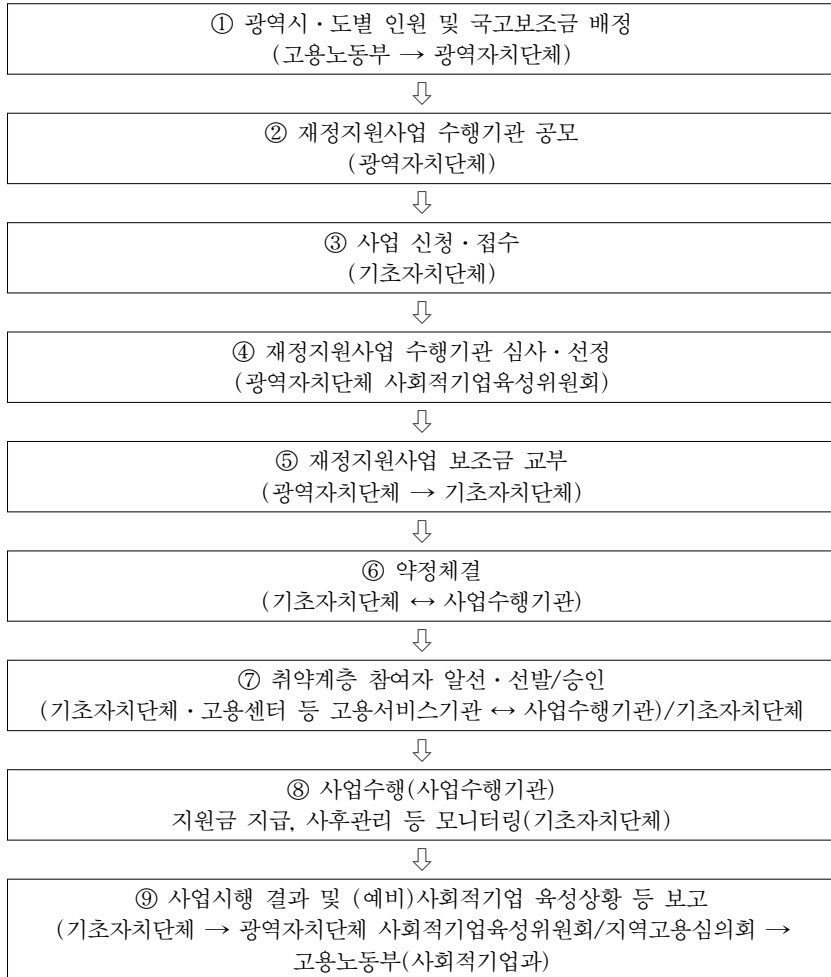 ① 광역시・도별 인원 및 국고보조금 배정
(고용노동부 → 광역자치단체)
⇩
② 재정지원사업 수행기관 공모
(광역자치단체)
⇩
③ 사업 신청・접수
(기초자치단체)
⇩
④ 재정지원사업 수행기관 심사・선정
(광역자치단체 사회적기업육성위원회)
⇩
⑤ 재정지원사업 보조금 교부
(광역자치단체 → 기초자치단체)
⇩
⑥ 약정체결
(기초자치단체 ↔ 사업수행기관)
⇩
⑦ 취약계층 참여자 알선・선발/승인
(기초자치단체・고용센터 등 고용서비스기관 ↔ 사업수행기관)/기초자치단체
⇩
⑧ 사업수행(사업수행기관)
지원금 지급, 사후관리 등 모니터링(기초자치단체)
⇩
⑨ 사업시행 결과 및 (예비)사회적기업 육성상황 등 보고
(기초자치단체 → 광역자치단체 사회적기업육성위원회/지역고용심의회 →
고용노동부(사회적기업과)